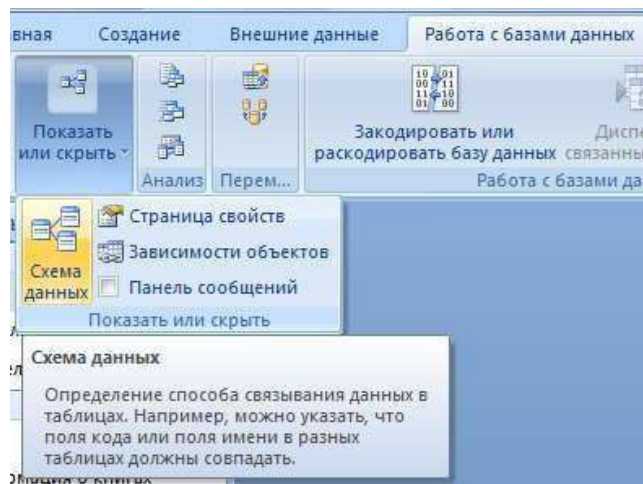 вная Создание Внешние данные Работа с базами данных
Показать
или скрыть
Закодировать или
раскодировать базу данных
Диспе
связанны
Анализ Перем... Работа с базами да
Схема
данных
Страница свойств
Зависимости объектов
Панель сообщений
Показать или скрыть
Схема данных
Определение способа связывания данных в
таблицах. Например, можно указать, что
поля кода или поля имени в разных
таблицах должны совпадать.